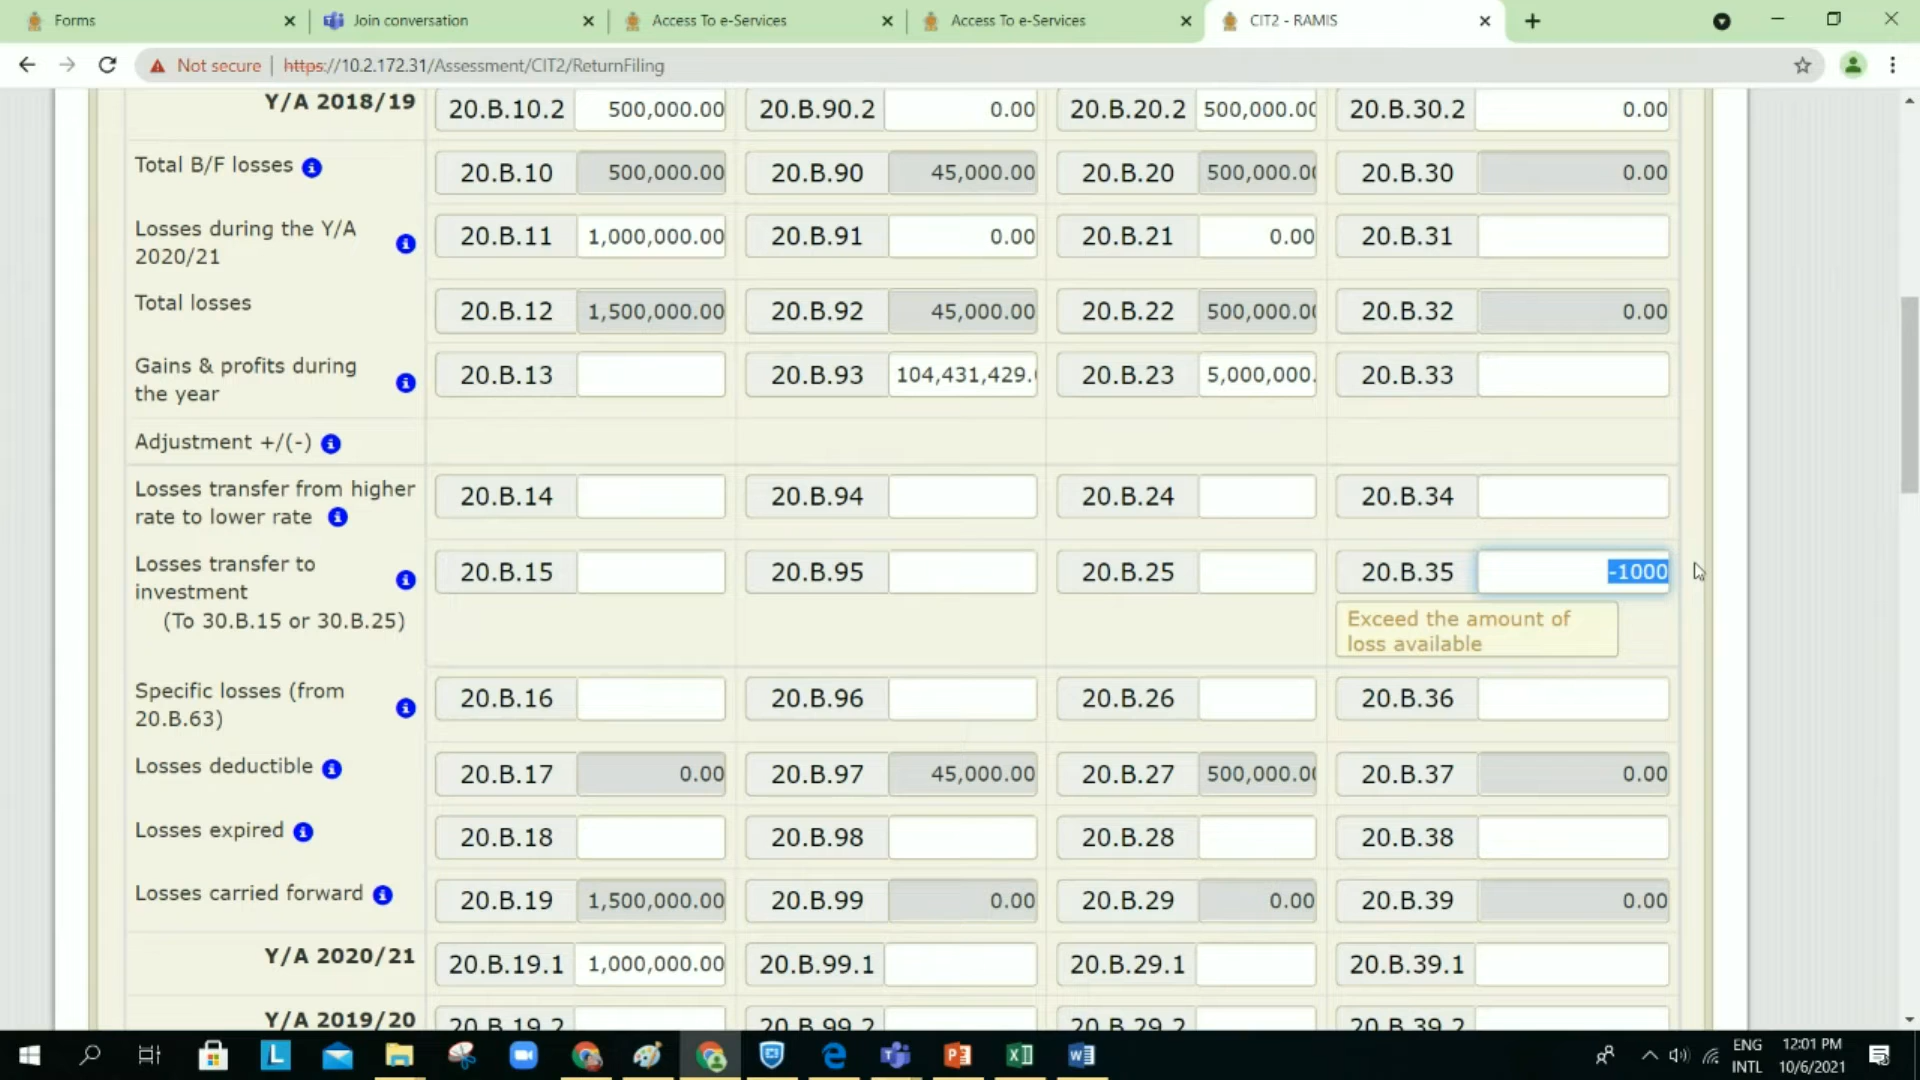 Forms
Join conversation
Access To e-Services
Access To e-Services
CIT2 - RAMIS
Not secure | https://10.2.172.31/Assessment/CIT2/ReturnFiling
Y/A 2018/19 20.B.10.2 500,000.00 20.B.90.2 0.00 20.B.20.2 500,000.00 20.B.30.2 0.00
Total B/F losses 20.B.10 500,000.00 20.B.90 45,000.00 20.B.20 500,000.00 20.B.30 0.00
Losses during the Y/A
2020/21
20.B.11 1,000,000.00 20.B.91 0.00 20.B.21 0.00 20.B.31
Total losses 20.B.12 1,500,000.00 20.B.92 45,000.00 20.B.22 500,000.00 20.B.32 0.00
Gains & profits during
the year
20.B.13 20.B.93 104,431,429. 20.B.23 5,000,000. 20.B.33
Adjustment +/(-)
Losses transfer from higher
rate to lower rate
20.B.14 20.B.94 20.B.24 20.B.34
Losses transfer to
investment
(To 30.B.15 or 30.B.25)
20.B.15 20.B.95 20.B.25 20.B.35 -1000
Exceed the amount of
loss available
Specific losses (from
20.B.63)
20.B.16 20.B.96 20.B.26 20.B.36
Losses deductible 20.B.17 0.00 20.B.97 45,000.00 20.B.27 500,000.00 20.B.37 0.00
Losses expired 20.B.18 20.B.98 20.B.28 20.B.38
Losses carried forward 20.B.19 1,500,000.00 20.B.99 0.00 20.B.29 0.00 20.B.39 0.00
Y/A 2020/21 20.B.19.1 1,000,000.00 20.B.99.1 20.B.29.1 20.B.39.1
Y/A 2019/20 20.B.19.2 20.B.99.2 20.B.29.2 20.B.39.2
ENG
INTL
12:01 PM
10/6/2021